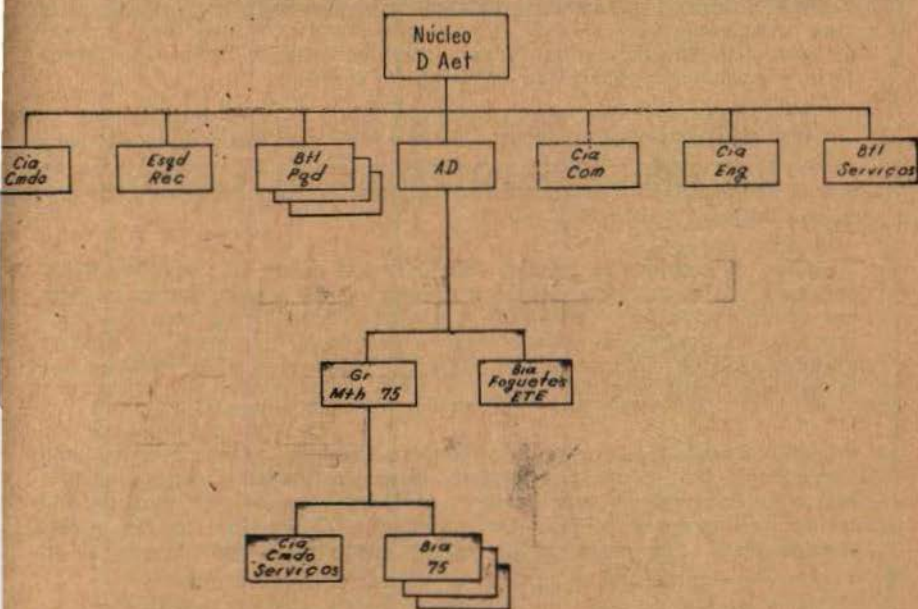 Núcleo
D Aet
Cia
Cmdo
Esqd
Rec
Btl
Pqd
AD
Cia
Com
Cia
Eng
Btl
Serviços
Gr
Mth 75
Bia
Foguetes
ETE
Cia
Cmdo
Serviços
Bia
75